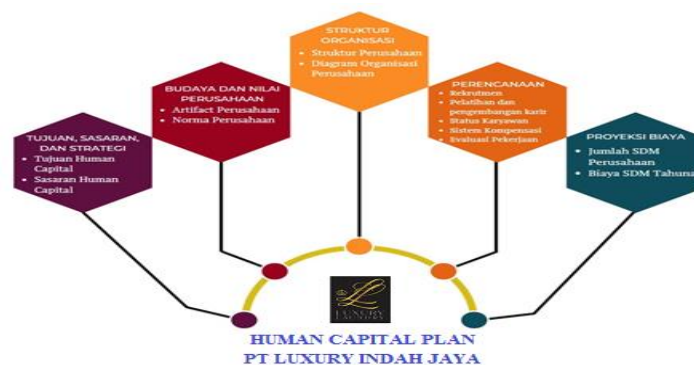 TUJUAN, SASARAN,
DAN STRATEGI
• Tujuan Human
Capital
• Sasaran Human
Capital
BUDAYA DAN NILAI
PERUSAHAAN
• Artifact Perusahaan
• Norma Perusahaan
STRUKTUR
ORGANISASI
• Struktur Perusahaan
• Diagram Organisasi
Perusahaan
PERENCANAAN
• Rekrutmen
• Pelatihan dan
pengembangan karir
• Status Karyawan
• Sistem Kompensasi
• Evaluasi Pekerjaan
PROYEKSI BIAYA
• Jumlah SDM
Perusahaan
• Biaya SDM Tahuna
L
LUXURY
LAUNDRY
HUMAN CAPITAL PLAN
PT LUXURY INDAH JAYA